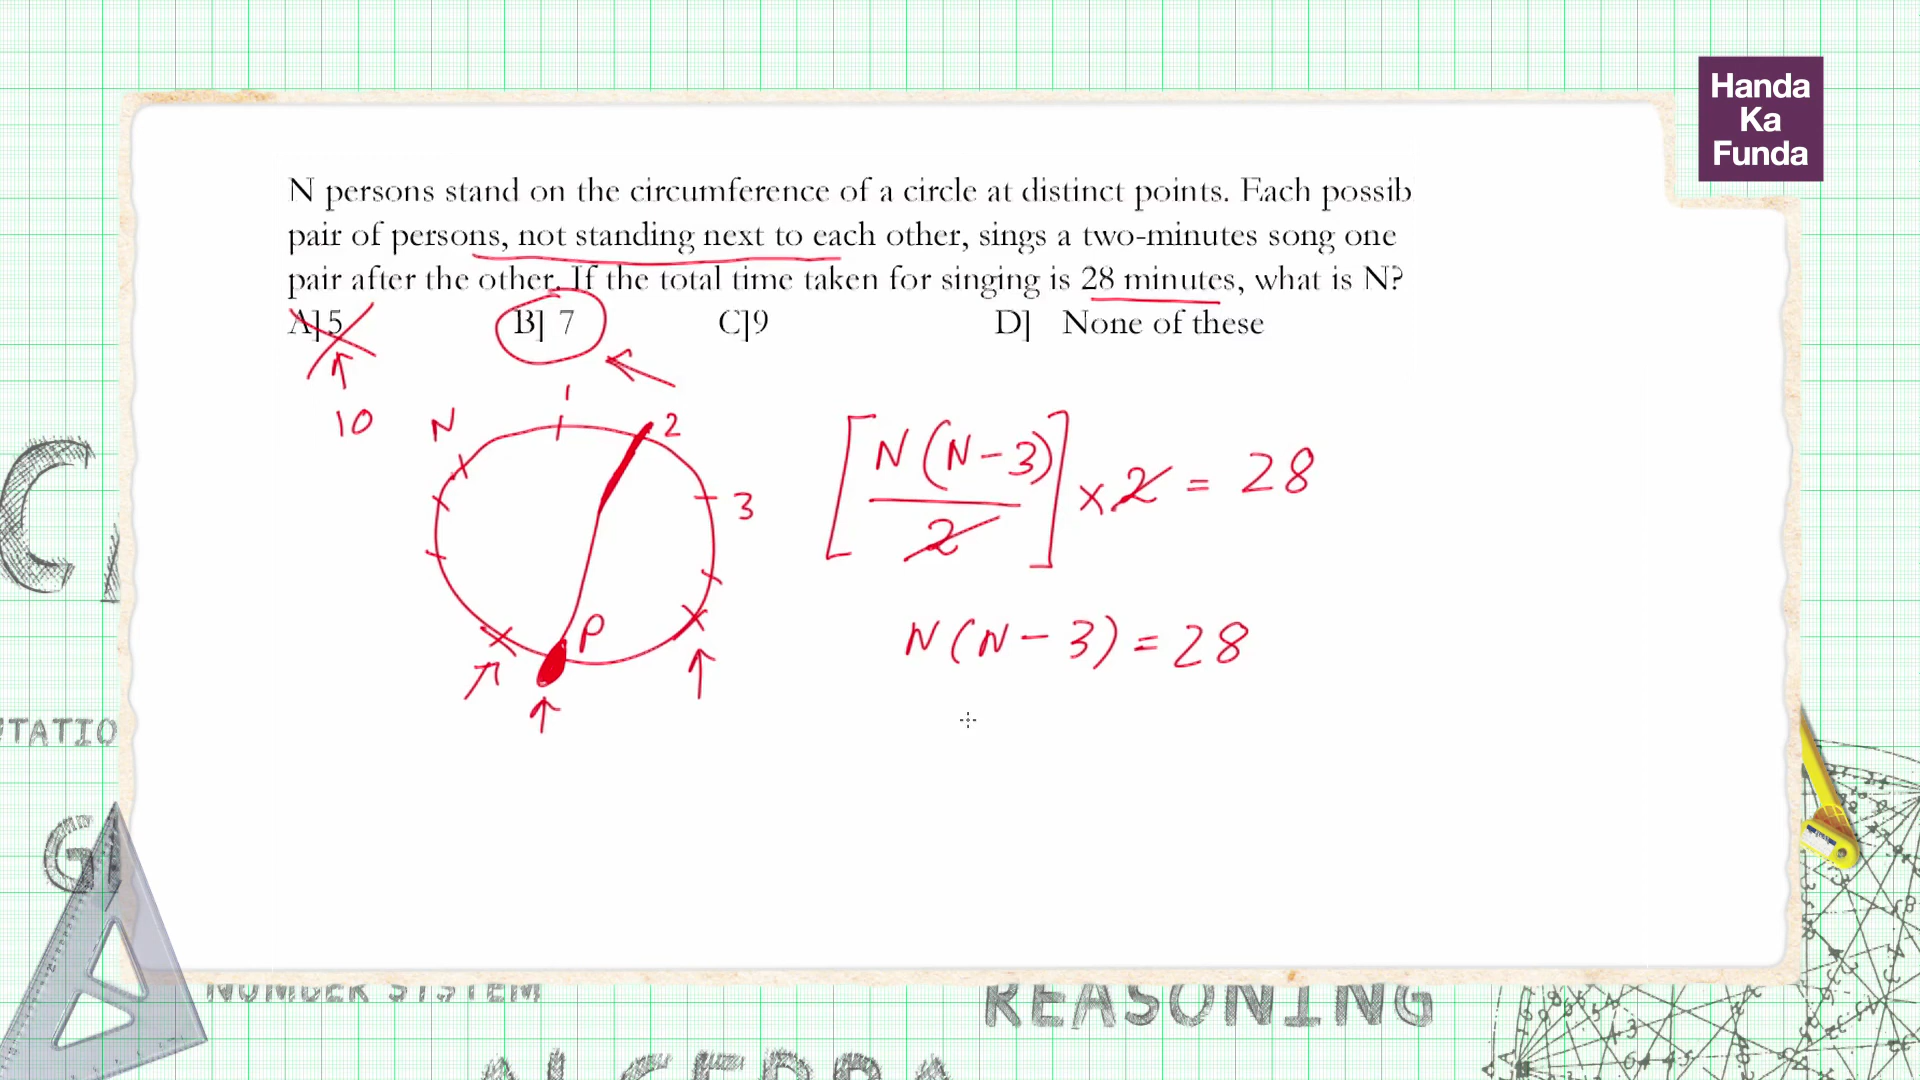 Handa
Ka
Funda
N persons stand on the circumference of a circle at distinct points. Each possib
pair of persons, not standing next to each other, sings a two-minutes song one
pair after the other. If the total time taken for singing is 28 minutes, what is N?
A] 5 B] 7 C]9 D] None of these
10
N 1 2
3
P
[N(N-3)/2] × 2 = 28
N(N-3) = 28
TATIO
G
NUMBER SYSTEM
REASONING
ALGEBRA